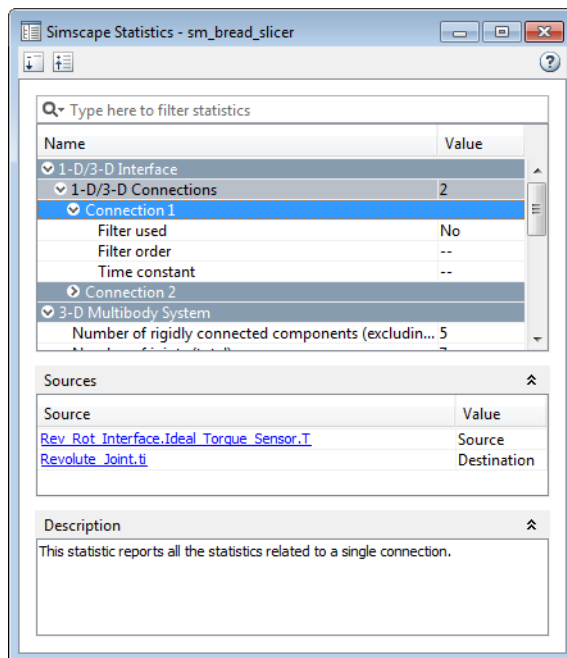 Simscape Statistics - sm_bread_slicer
Type here to filter statistics
Name Value
1-D/3-D Interface
1-D/3-D Connections 2
Connection 1
Filter used No
Filter order --
Time constant --
Connection 2
3-D Multibody System
Number of rigidly connected components (excludin... 5
Sources
Source Value
Rev_Rot_Interface.Ideal_Torque_Sensor.T Source
Revolute_Joint.ti Destination
Description
This statistic reports all the statistics related to a single connection.